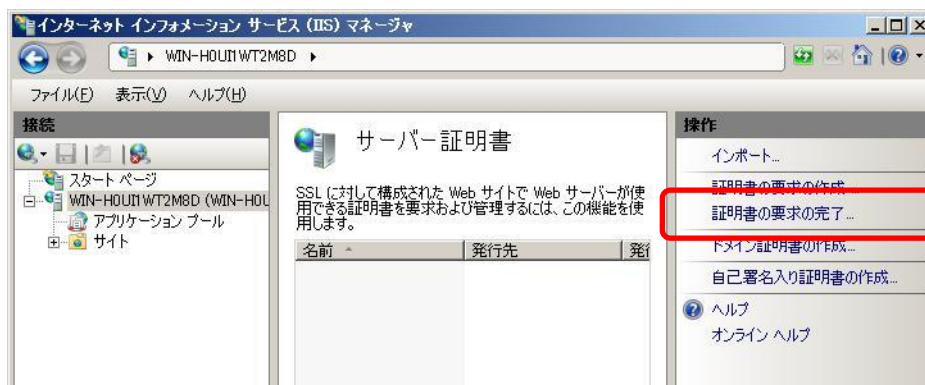 インターネット インフォメーション サービス (IIS) マネージャ
WIN-H0UI1WT2M8D
ファイル(F) 表示(V) ヘルプ(H)
接続
スタート ページ
WIN-H0UI1WT2M8D (WIN-H0U
アプリケーション プール
サイト
サーバー証明書
SSL に対して構成された Web サイトで Web サーバーが使
用できる証明書を要求および管理するには、この機能を使
用します。
名前 発行先 発行
操作
インポート...
証明書の要求の作成...
証明書の要求の完了...
ドメイン証明書の作成...
自己署名入り証明書の作成...
ヘルプ
オンライン ヘルプ